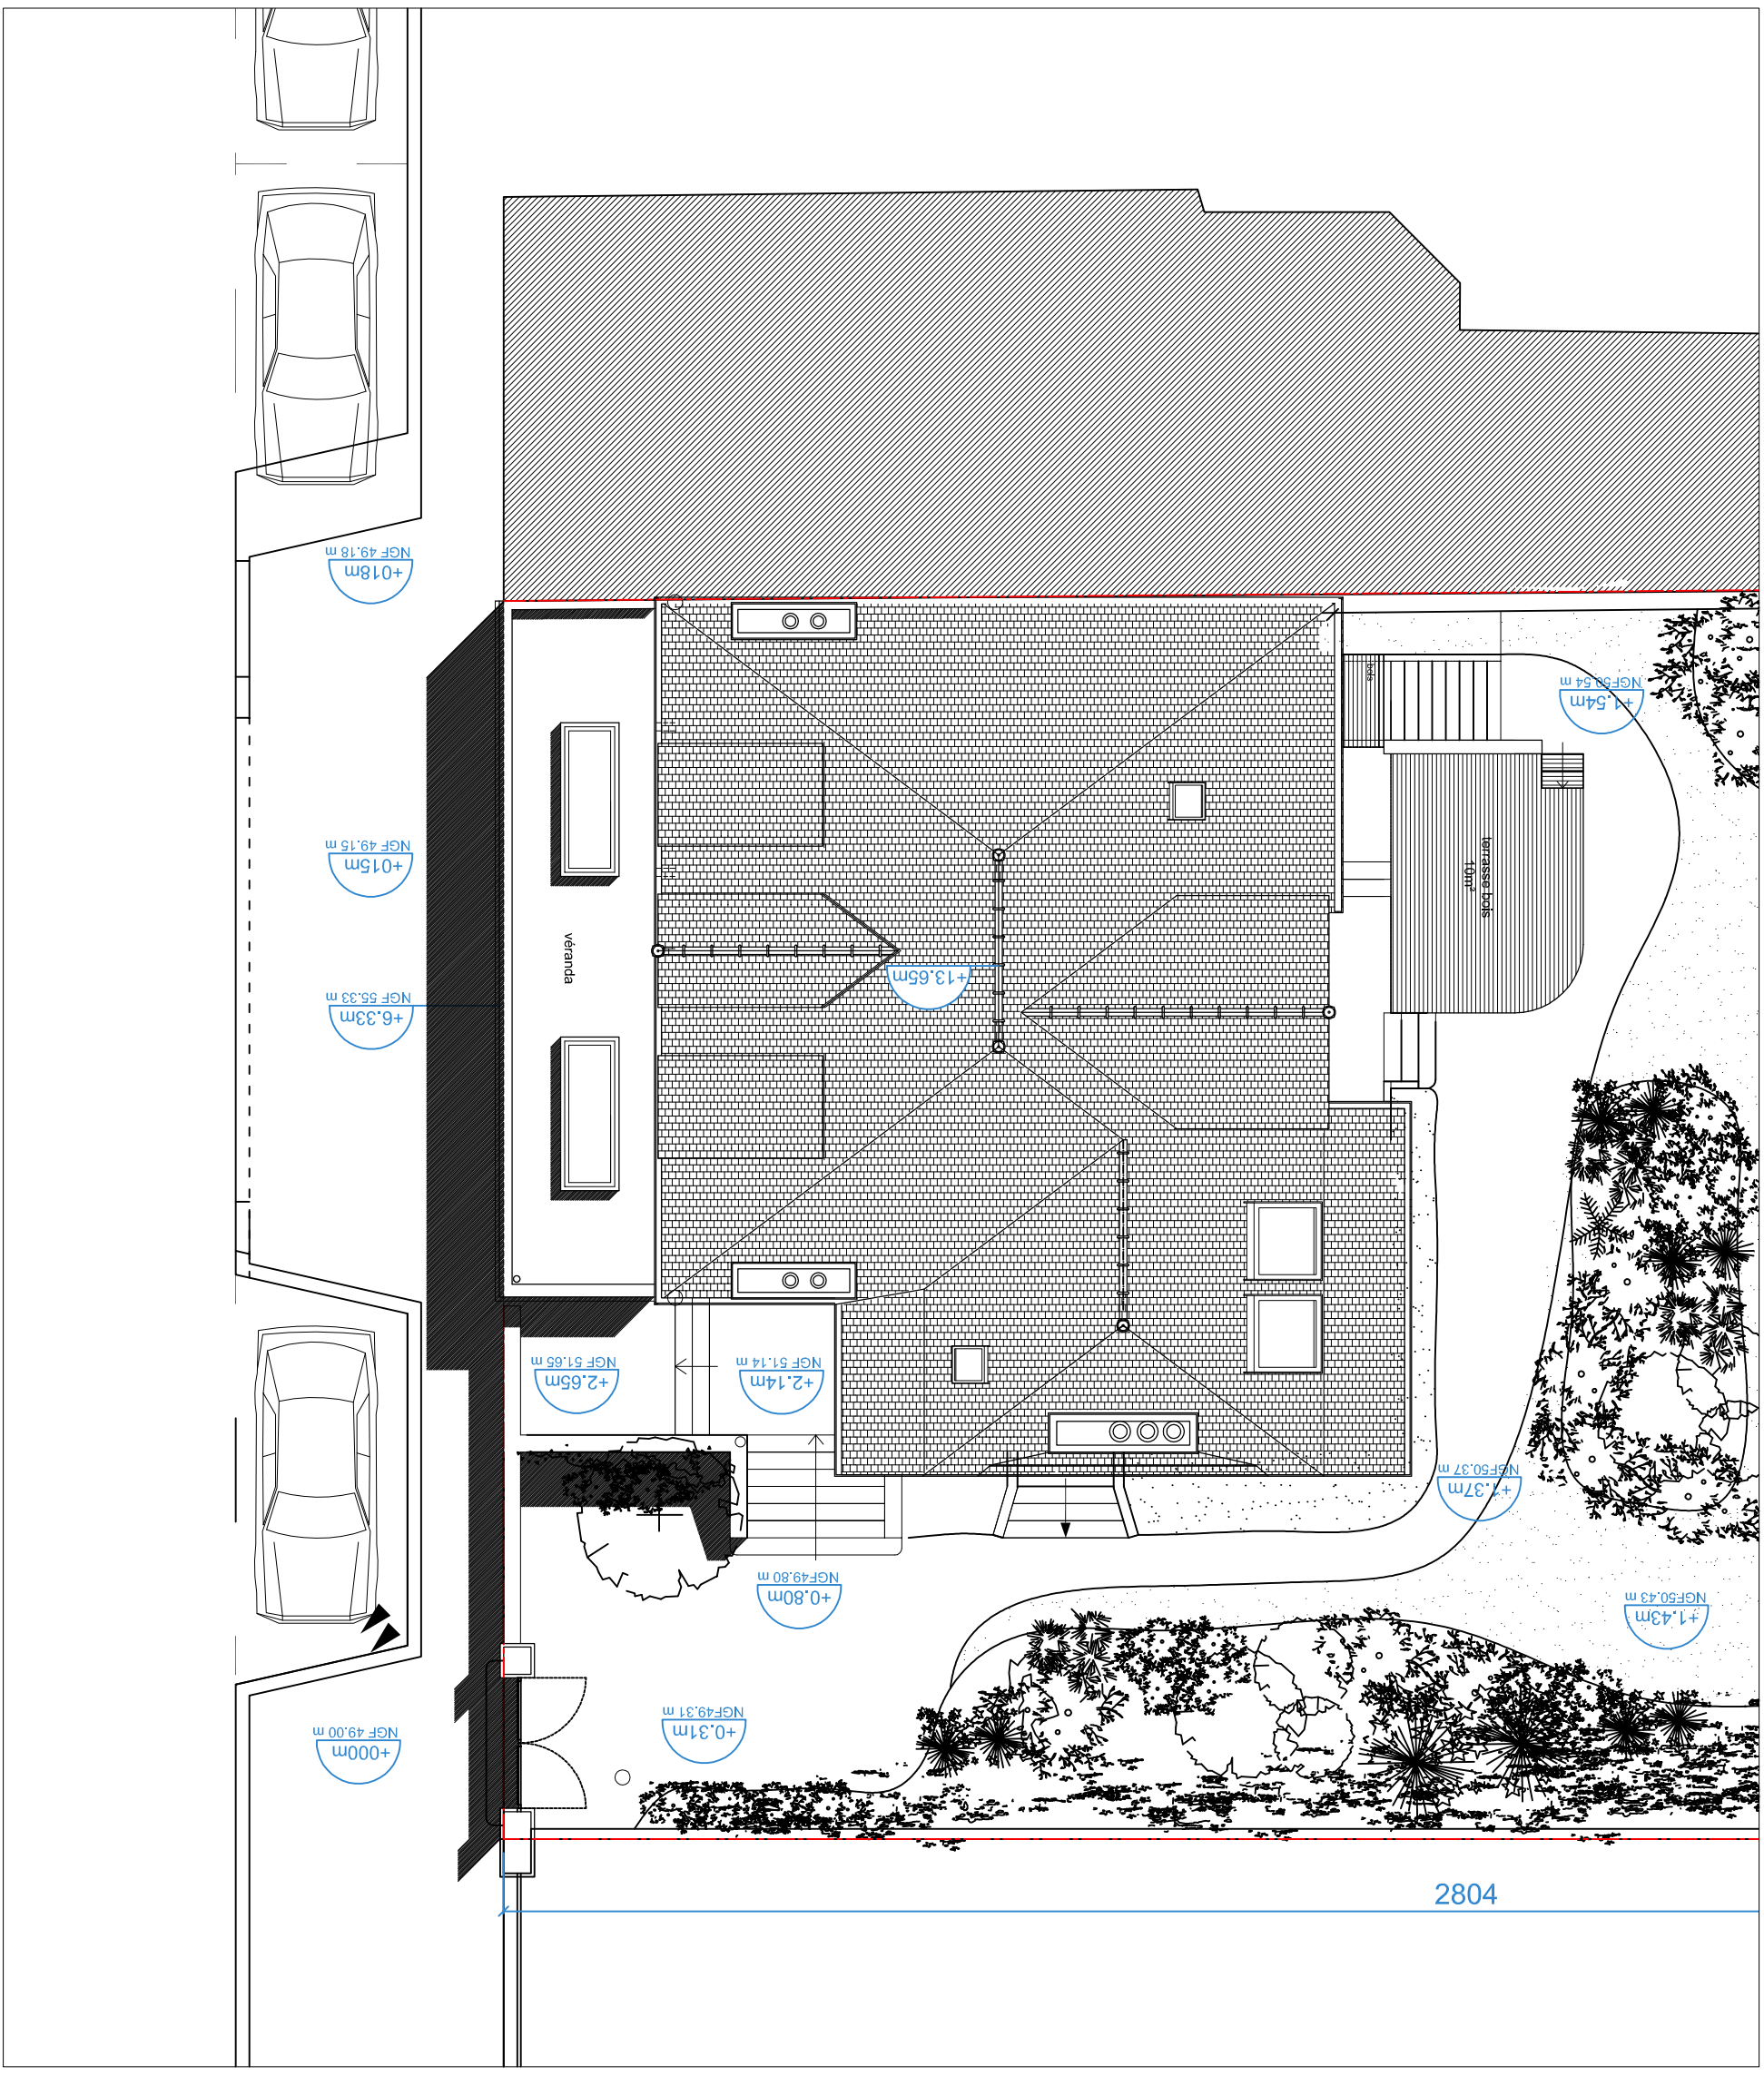 NGF 49.18 m
+018m
bois
NGF50.54 m
+1.54m
NGF 49.15 m
+015m
terrasse bois
10m²
véranda
+13.65m
NGF 55.33 m
+6.33m
NGF 51.65 m
+2.65m
NGF 51.14 m
+2.14m
NGF50.37 m
+1.37m
NGF49.80 m
+0.80m
NGF50.43 m
+1.43m
NGF49.31 m
+0.31m
NGF 49.00 m
+000m
2804